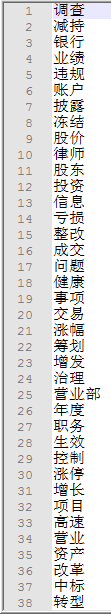 1 调查
2 减持
3 银行
4 业绩
5 违规
6 账户
7 披露
8 冻结
9 股价
10 律师
11 股东
12 投资
13 信息
14 亏损
15 整改
16 成交
17 问题
18 健康
19 事项
20 交易
21 涨幅
22 筹划
23 增发
24 治理
25 营业部
26 年度
27 职务
28 生效
29 控制
30 涨停
31 增长
32 项目
33 高速
34 营业
35 资产
36 改革
37 中标
38 转型